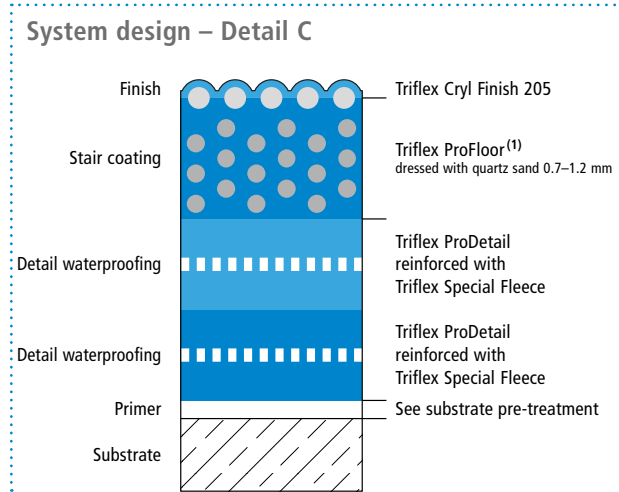 System design – Detail C
Finish
Triflex Cryl Finish 205
Stair coating
Triflex ProFloor(1)
dressed with quartz sand 0.7–1.2 mm
Detail waterproofing
Triflex ProDetail
reinforced with
Triflex Special Fleece
Detail waterproofing
Triflex ProDetail
reinforced with
Triflex Special Fleece
Primer
See substrate pre-treatment
Substrate